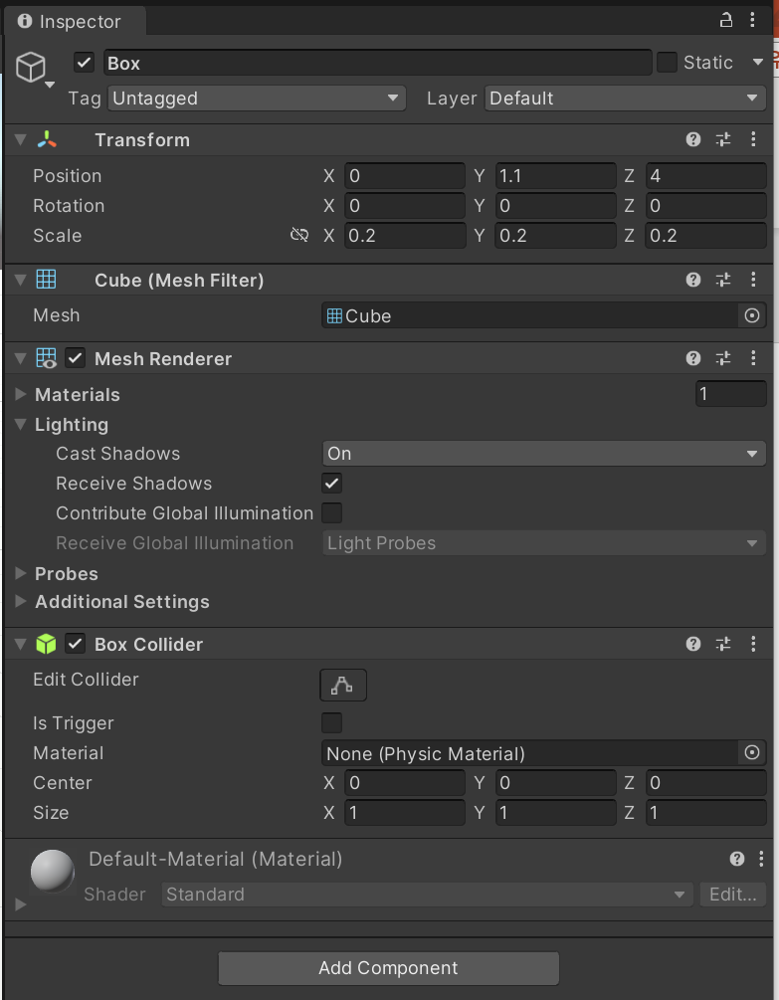 Inspector
Box
Static
Tag Untagged Layer Default
Transform
Position X 0 Y 1.1 Z 4
Rotation X 0 Y 0 Z 0
Scale X 0.2 Y 0.2 Z 0.2
Cube (Mesh Filter)
Mesh Cube
Mesh Renderer
Materials 1
Lighting
Cast Shadows On
Receive Shadows
Contribute Global Illumination
Receive Global Illumination Light Probes
Probes
Additional Settings
Box Collider
Edit Collider
Is Trigger
Material None (Physic Material)
Center X 0 Y 0 Z 0
Size X 1 Y 1 Z 1
Default-Material (Material)
Shader Standard Edit...
Add Component